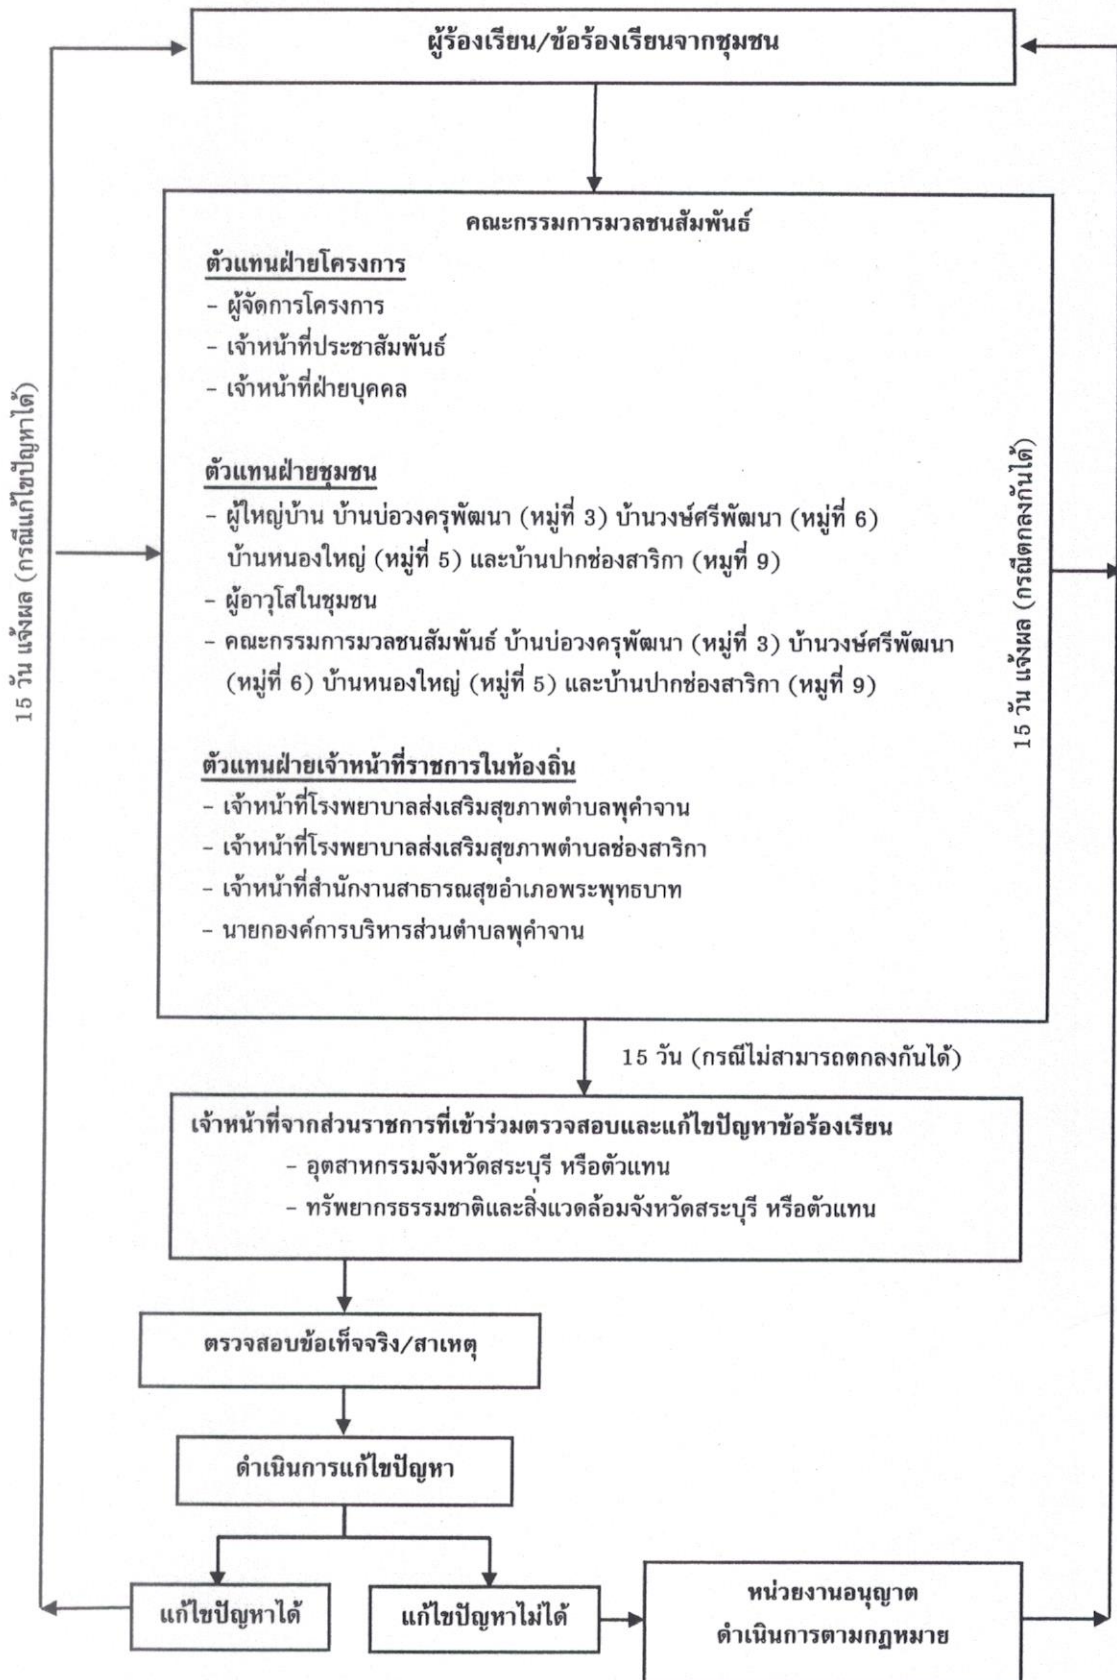 ผู้ร้องเรียน/ข้อร้องเรียนจากชุมชน
คณะกรรมการมวลชนสัมพันธ์
ตัวแทนฝ่ายโครงการ
- ผู้จัดการโครงการ
- เจ้าหน้าที่ประชาสัมพันธ์
- เจ้าหน้าที่ฝ่ายบุคคล
ตัวแทนฝ่ายชุมชน
- ผู้ใหญ่บ้าน บ้านบ่อวงครุพัฒนา (หมู่ที่ 3) บ้านวงษ์ศรีพัฒนา (หมู่ที่ 6)
บ้านหนองใหญ่ (หมู่ที่ 5) และบ้านปากช่องสาริกา (หมูที่ 9)
- ผู้อาวุโสในชุมชน
- คณะกรรมการมวลชนสัมพันธ์ บ้านบ่อวงครุพัฒนา (หมู่ที่ 3) บ้านวงษ์ศรีพัฒนา
(หมู่ที่ 6) บ้านหนองใหญ่ (หมู่ที่ 5) และบ้านปากช่องสาริกา (หมูที่ 9)
ตัวแทนฝ่ายเจ้าหน้าที่ราชการในท้องถิ่น
- เจ้าหน้าที่โรงพยาบาลส่งเสริมสุขภาพตำบลพุคำจาน
- เจ้าหน้าที่โรงพยาบาลส่งเสริมสุขภาพตำบลช่องสาริกา
- เจ้าหน้าที่สำนักงานสาธารณสุขอำเภอพระพุทธบาท
- นายกองค์การบริหารส่วนตำบลพุคำจาน
15 วัน แจ้งผล (กรณีแก้ไขปัญหาได้)
15 วัน แจ้งผล (กรณีตกลงกันได้)
15 วัน (กรณีไม่สามารถตกลงกันได้)
เจ้าหน้าที่จากส่วนราชการที่เข้าร่วมตรวจสอบและแก้ไขปัญหาข้อร้องเรียน
- อุตสาหกรรมจังหวัดสระบุรี หรือตัวแทน
- ทรัพยากรธรรมชาติและสิ่งแวดล้อมจังหวัดสระบุรี หรือตัวแทน
ตรวจสอบข้อเท็จจริง/สาเหตุ
ดำเนินการแก้ไขปัญหา
แก้ไขปัญหาได้
แก้ไขปัญหาไม่ได้
หน่วยงานอนุญาต
ดำเนินการตามกฎหมาย